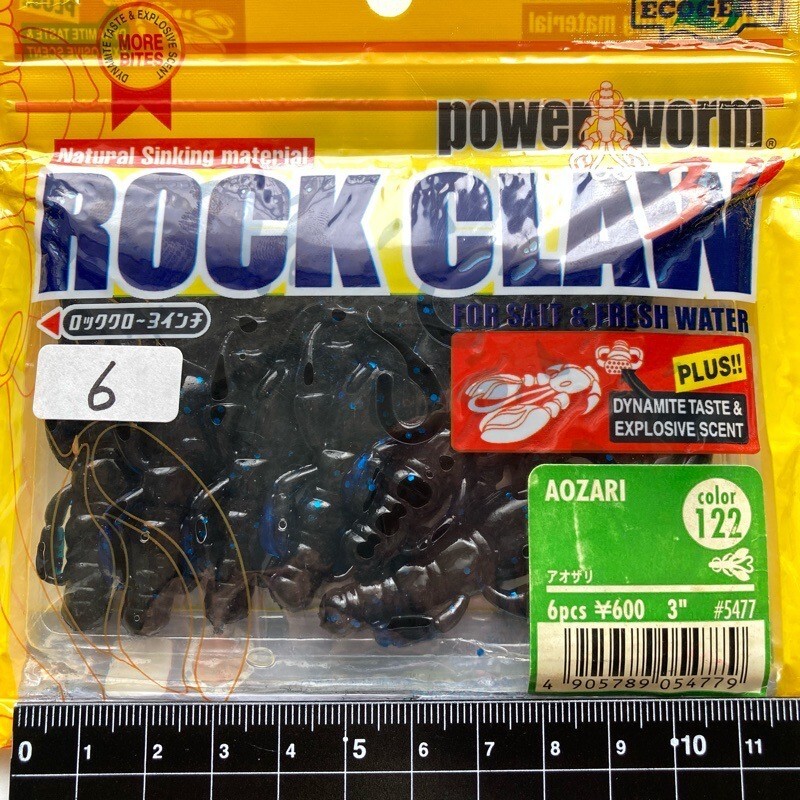 ECOGEAR
MORE
BITES
DYNAMITE TASTE & EXPLOSIVE SCENT
power worm®
Natural Sinking material
ROCK CLAW 3"
ロッククロー3インチ
FOR SALT & FRESH WATER
6
PLUS!!
DYNAMITE TASTE &
EXPLOSIVE SCENT
AOZARI
color
122
アオザリ
6pcs ¥600 3" #5477
4 905789 054779
0 1 2 3 4 5 6 7 8 9 10 11